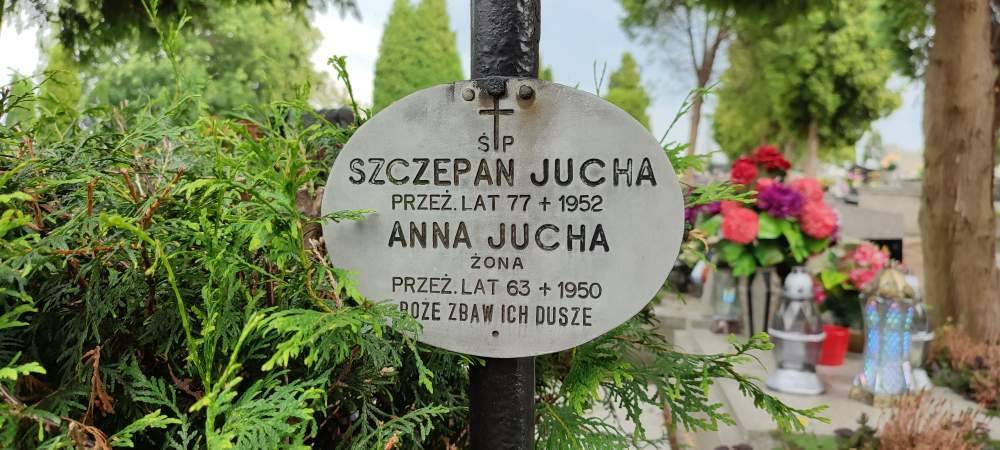 ŚP
SZCZEPAN JUCHA
PRZEŻ. LAT 77 + 1952
ANNA JUCHA
ŻONA
PRZEŻ. LAT 63 + 1950
BOŻE ZBAW ICH DUSZE